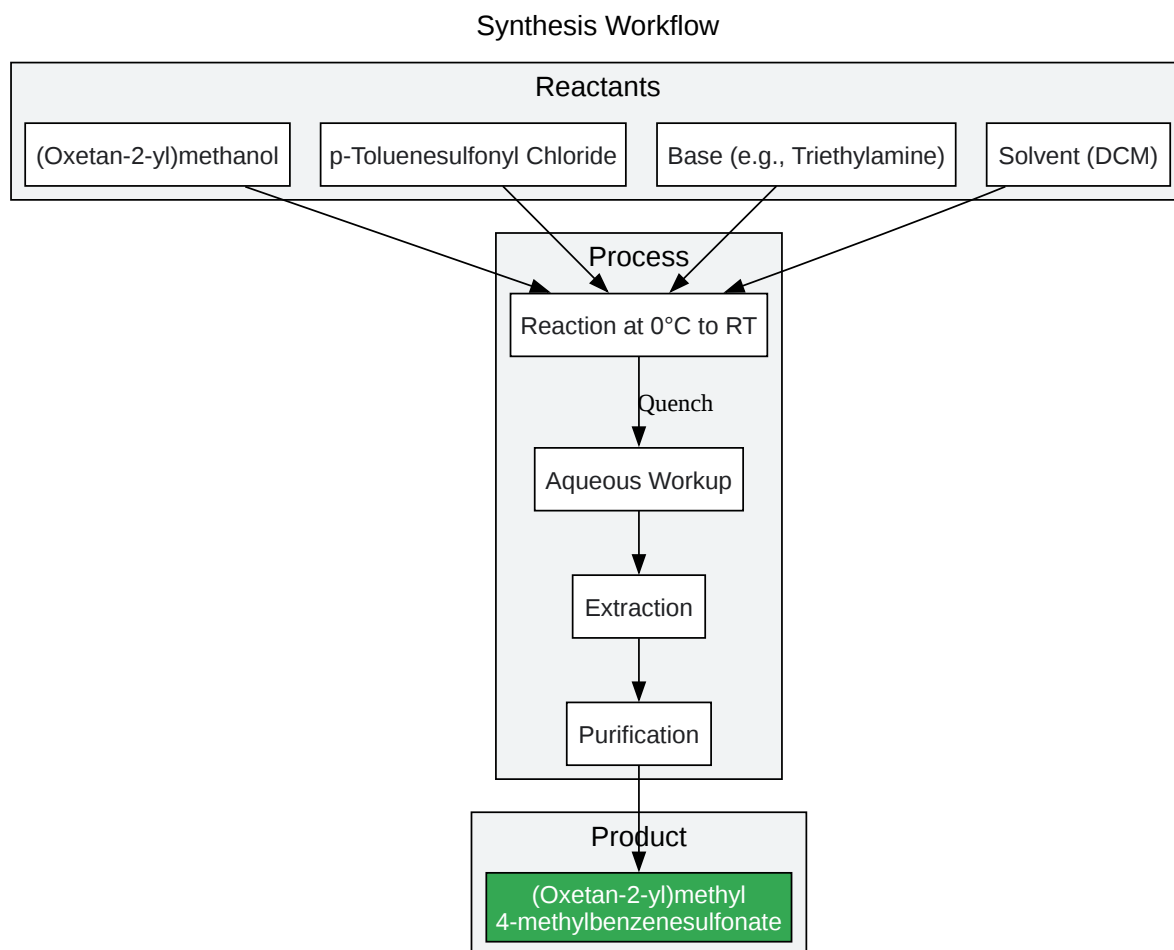 Synthesis Workflow
Reactants
(Oxetan-2-yl)methanol
p-Toluenesulfonyl Chloride
Base (e.g., Triethylamine)
Solvent (DCM)
Process
Reaction at 0°C to RT
Quench
Aqueous Workup
Extraction
Purification
Product
(Oxetan-2-yl)methyl
4-methylbenzenesulfonate